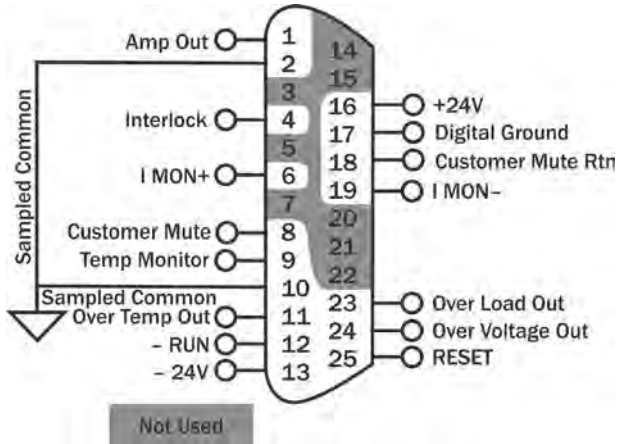 Amp Out
1
14
2
15
3
16
+24V
Interlock
4
17
Digital Ground
5
18
Customer Mute Rtn
I MON+
6
19
I MON–
7
20
Customer Mute
8
21
Temp Monitor
9
22
Sampled Common
10
Sampled Common
23
Over Load Out
Over Temp Out
11
24
Over Voltage Out
– RUN
12
25
RESET
– 24V
13
Not Used